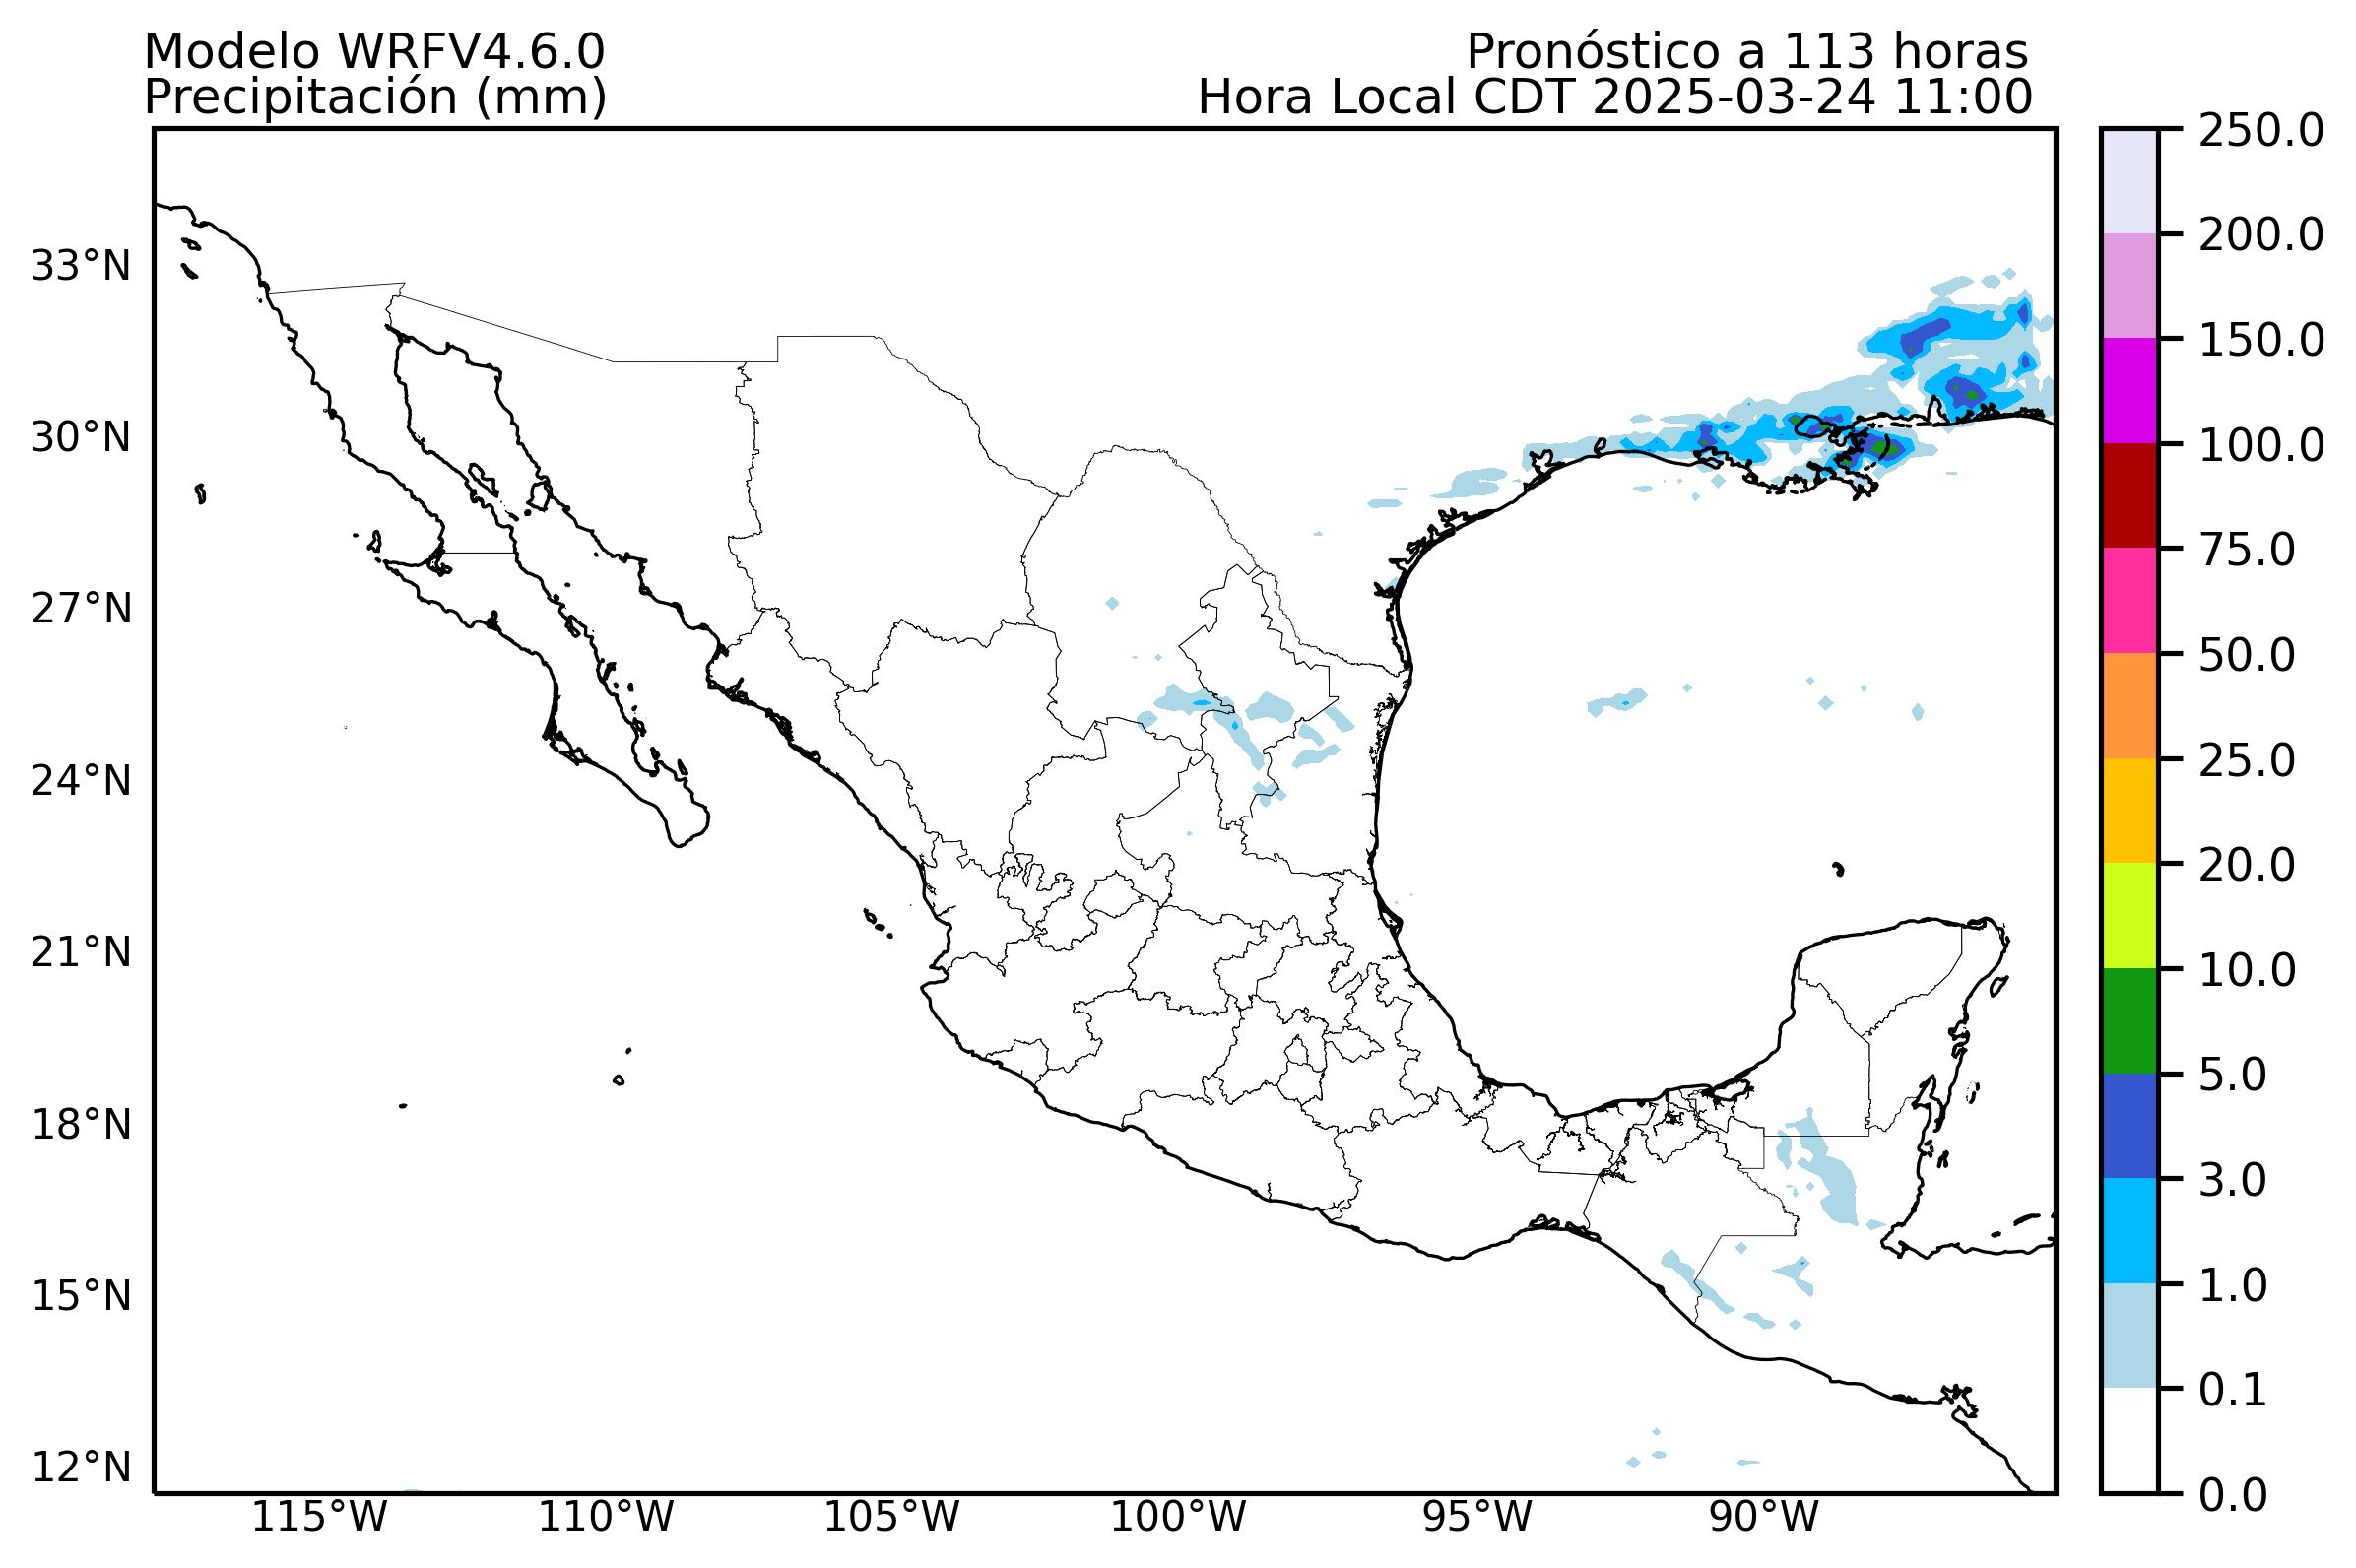 Modelo WRFV4.6.0
Precipitación (mm)
Pronóstico a 113 horas
Hora Local CDT 2025-03-24 11:00
33°N
30°N
27°N
24°N
21°N
18°N
15°N
12°N
115°W
110°W
105°W
100°W
95°W
90°W
250.0
200.0
150.0
100.0
75.0
50.0
25.0
20.0
10.0
5.0
3.0
1.0
0.1
0.0